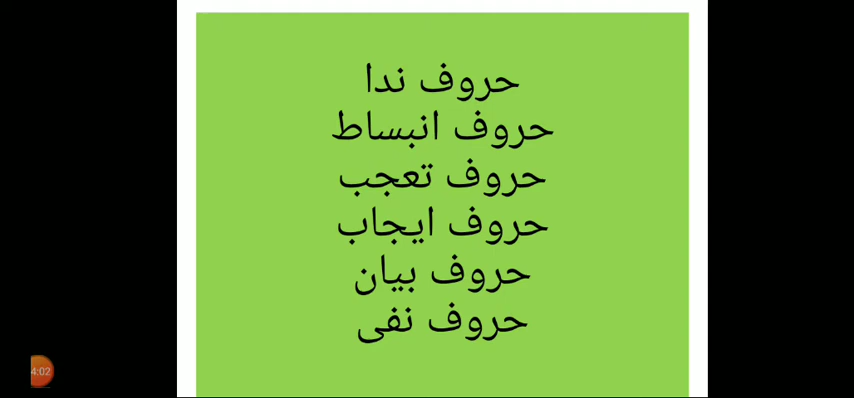 حروف ندا
حروف انبساط
حروف تعجب
حروف ایجاب
حروف بیان
حروف نفی
4:02